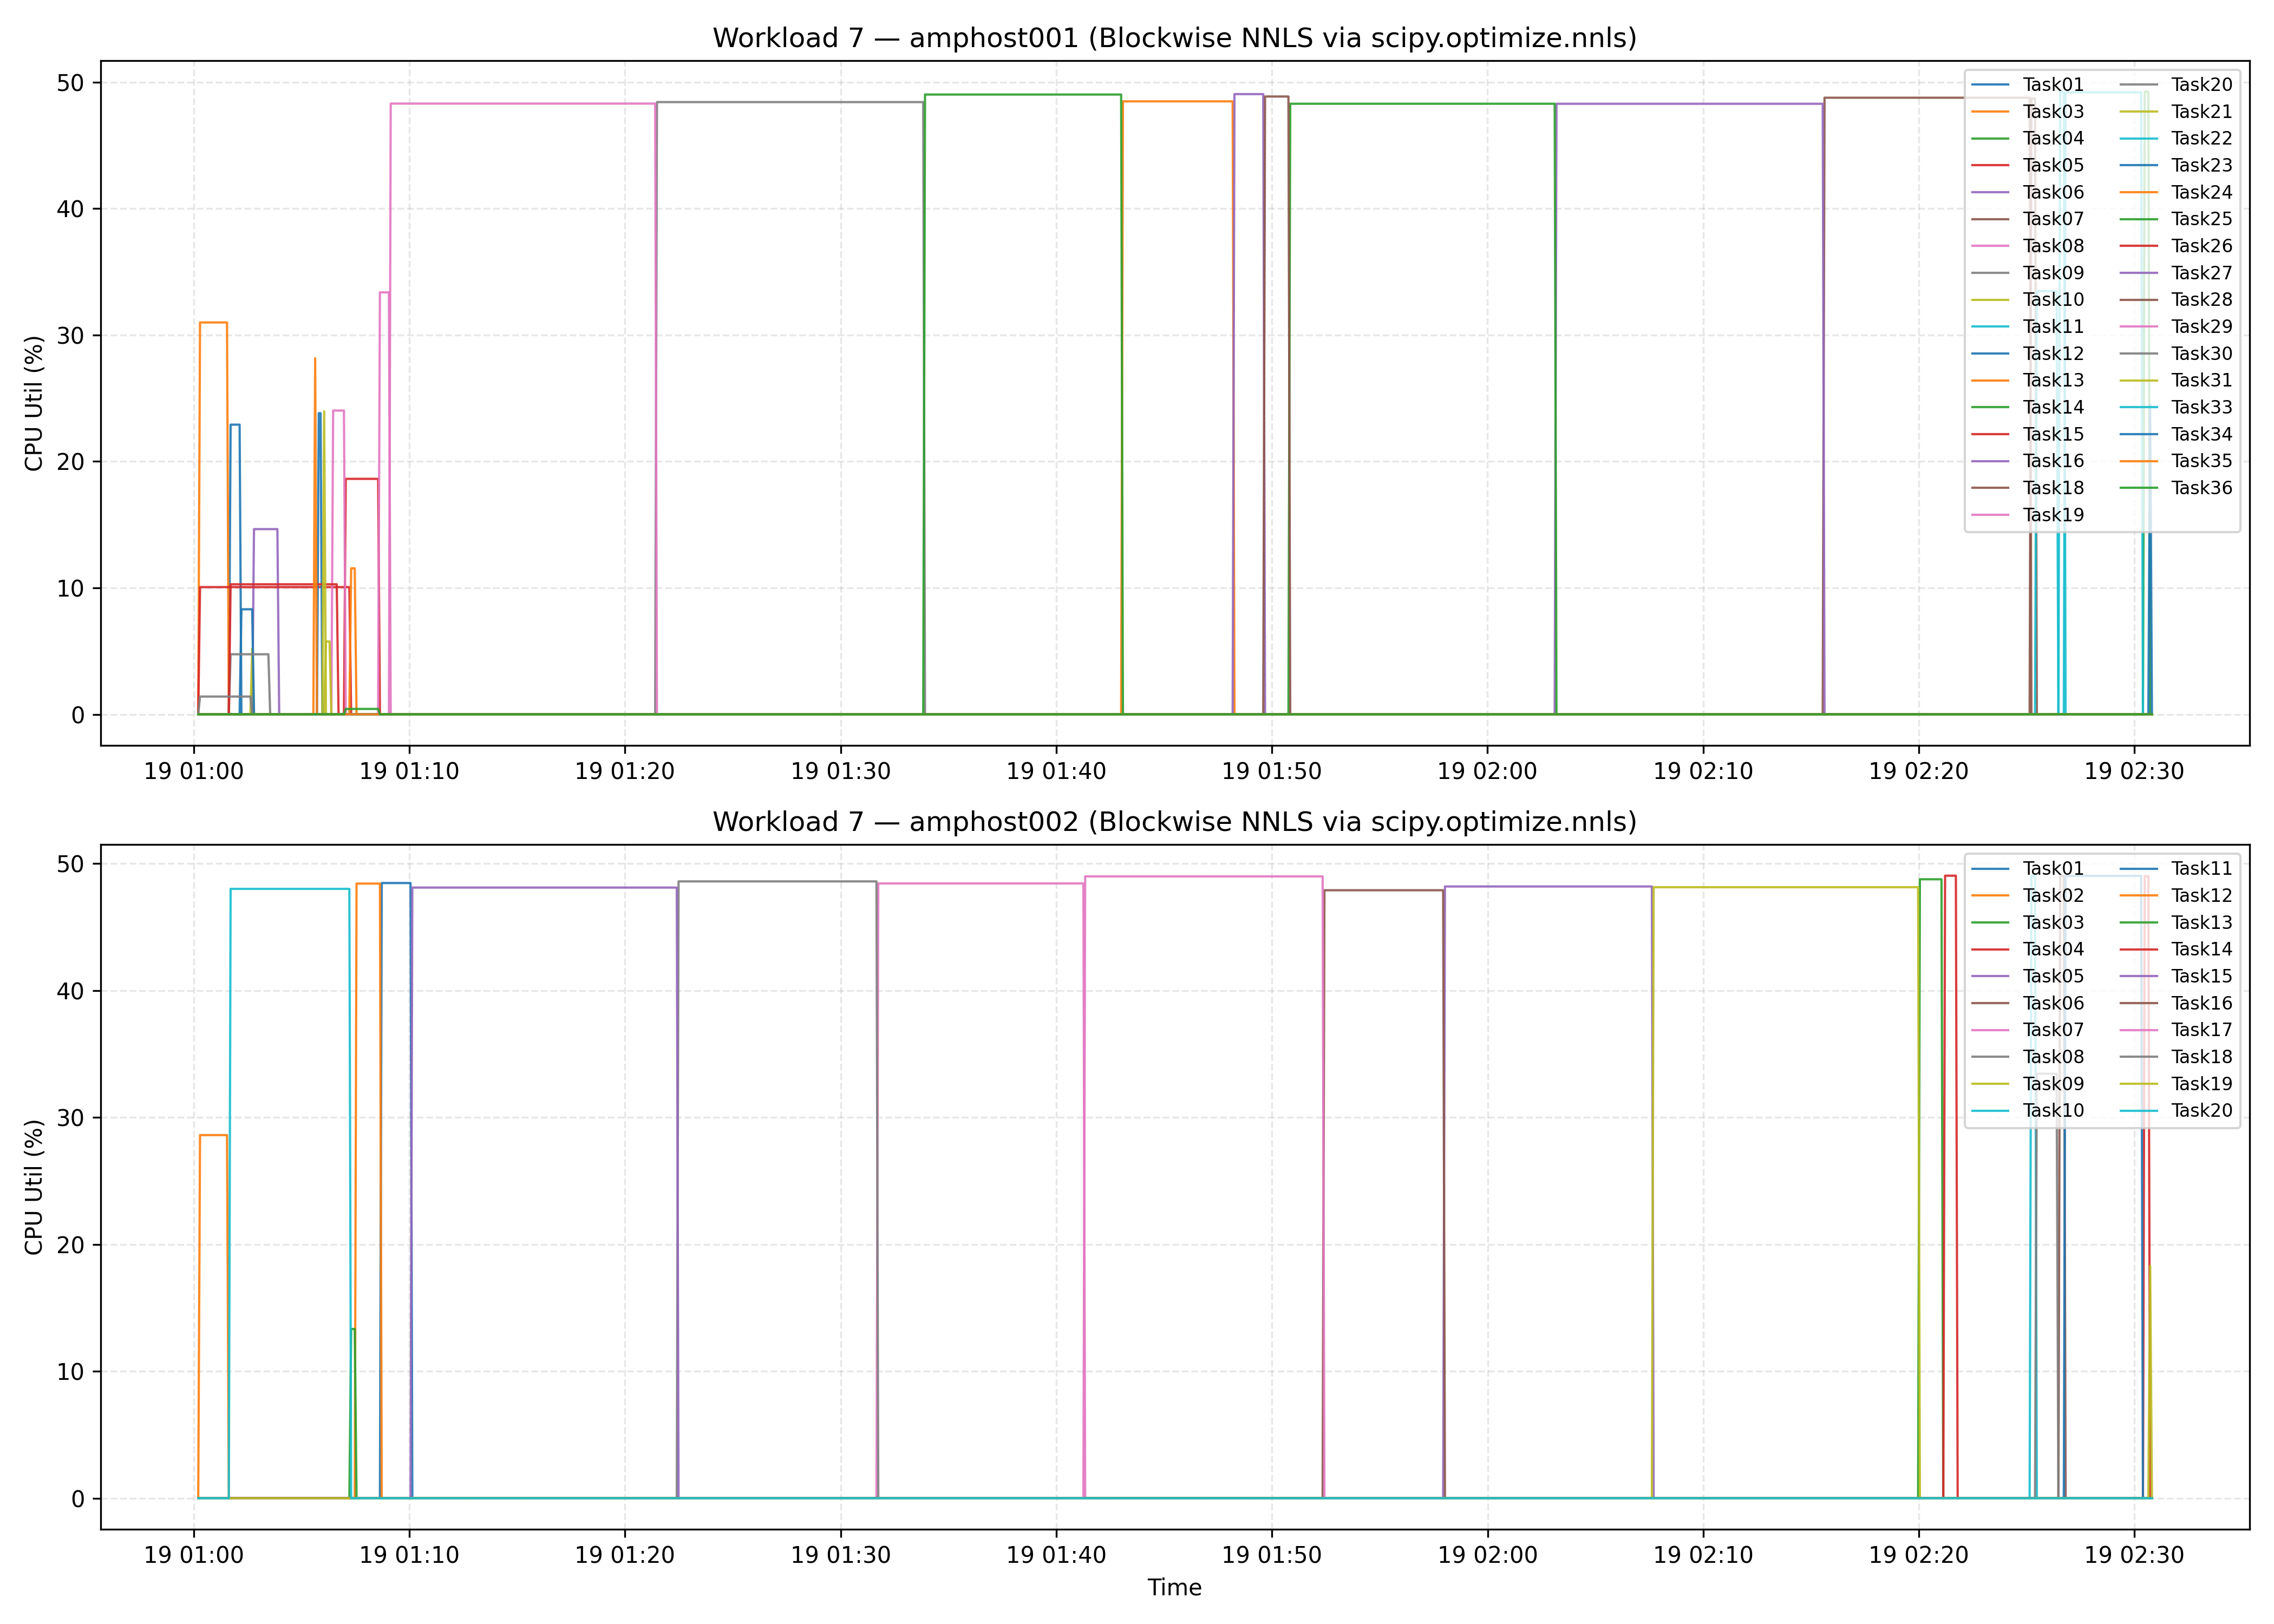 Workload 7 — amphost001 (Blockwise NNLS via scipy.optimize.nnls)
CPU Util (%)
50
40
30
20
10
0
Task01 Task20
Task03 Task21
Task04 Task22
Task05 Task23
Task06 Task24
Task07 Task25
Task08 Task26
Task09 Task27
Task10 Task28
Task11 Task29
Task12 Task30
Task13 Task31
Task14 Task33
Task15 Task34
Task16 Task35
Task18 Task36
Task19
19 01:00 19 01:10 19 01:20 19 01:30 19 01:40 19 01:50 19 02:00 19 02:10 19 02:20 19 02:30
Workload 7 — amphost002 (Blockwise NNLS via scipy.optimize.nnls)
CPU Util (%)
50
40
30
20
10
0
Task01 Task11
Task02 Task12
Task03 Task13
Task04 Task14
Task05 Task15
Task06 Task16
Task07 Task17
Task08 Task18
Task09 Task19
Task10 Task20
19 01:00 19 01:10 19 01:20 19 01:30 19 01:40 19 01:50 19 02:00 19 02:10 19 02:20 19 02:30
Time